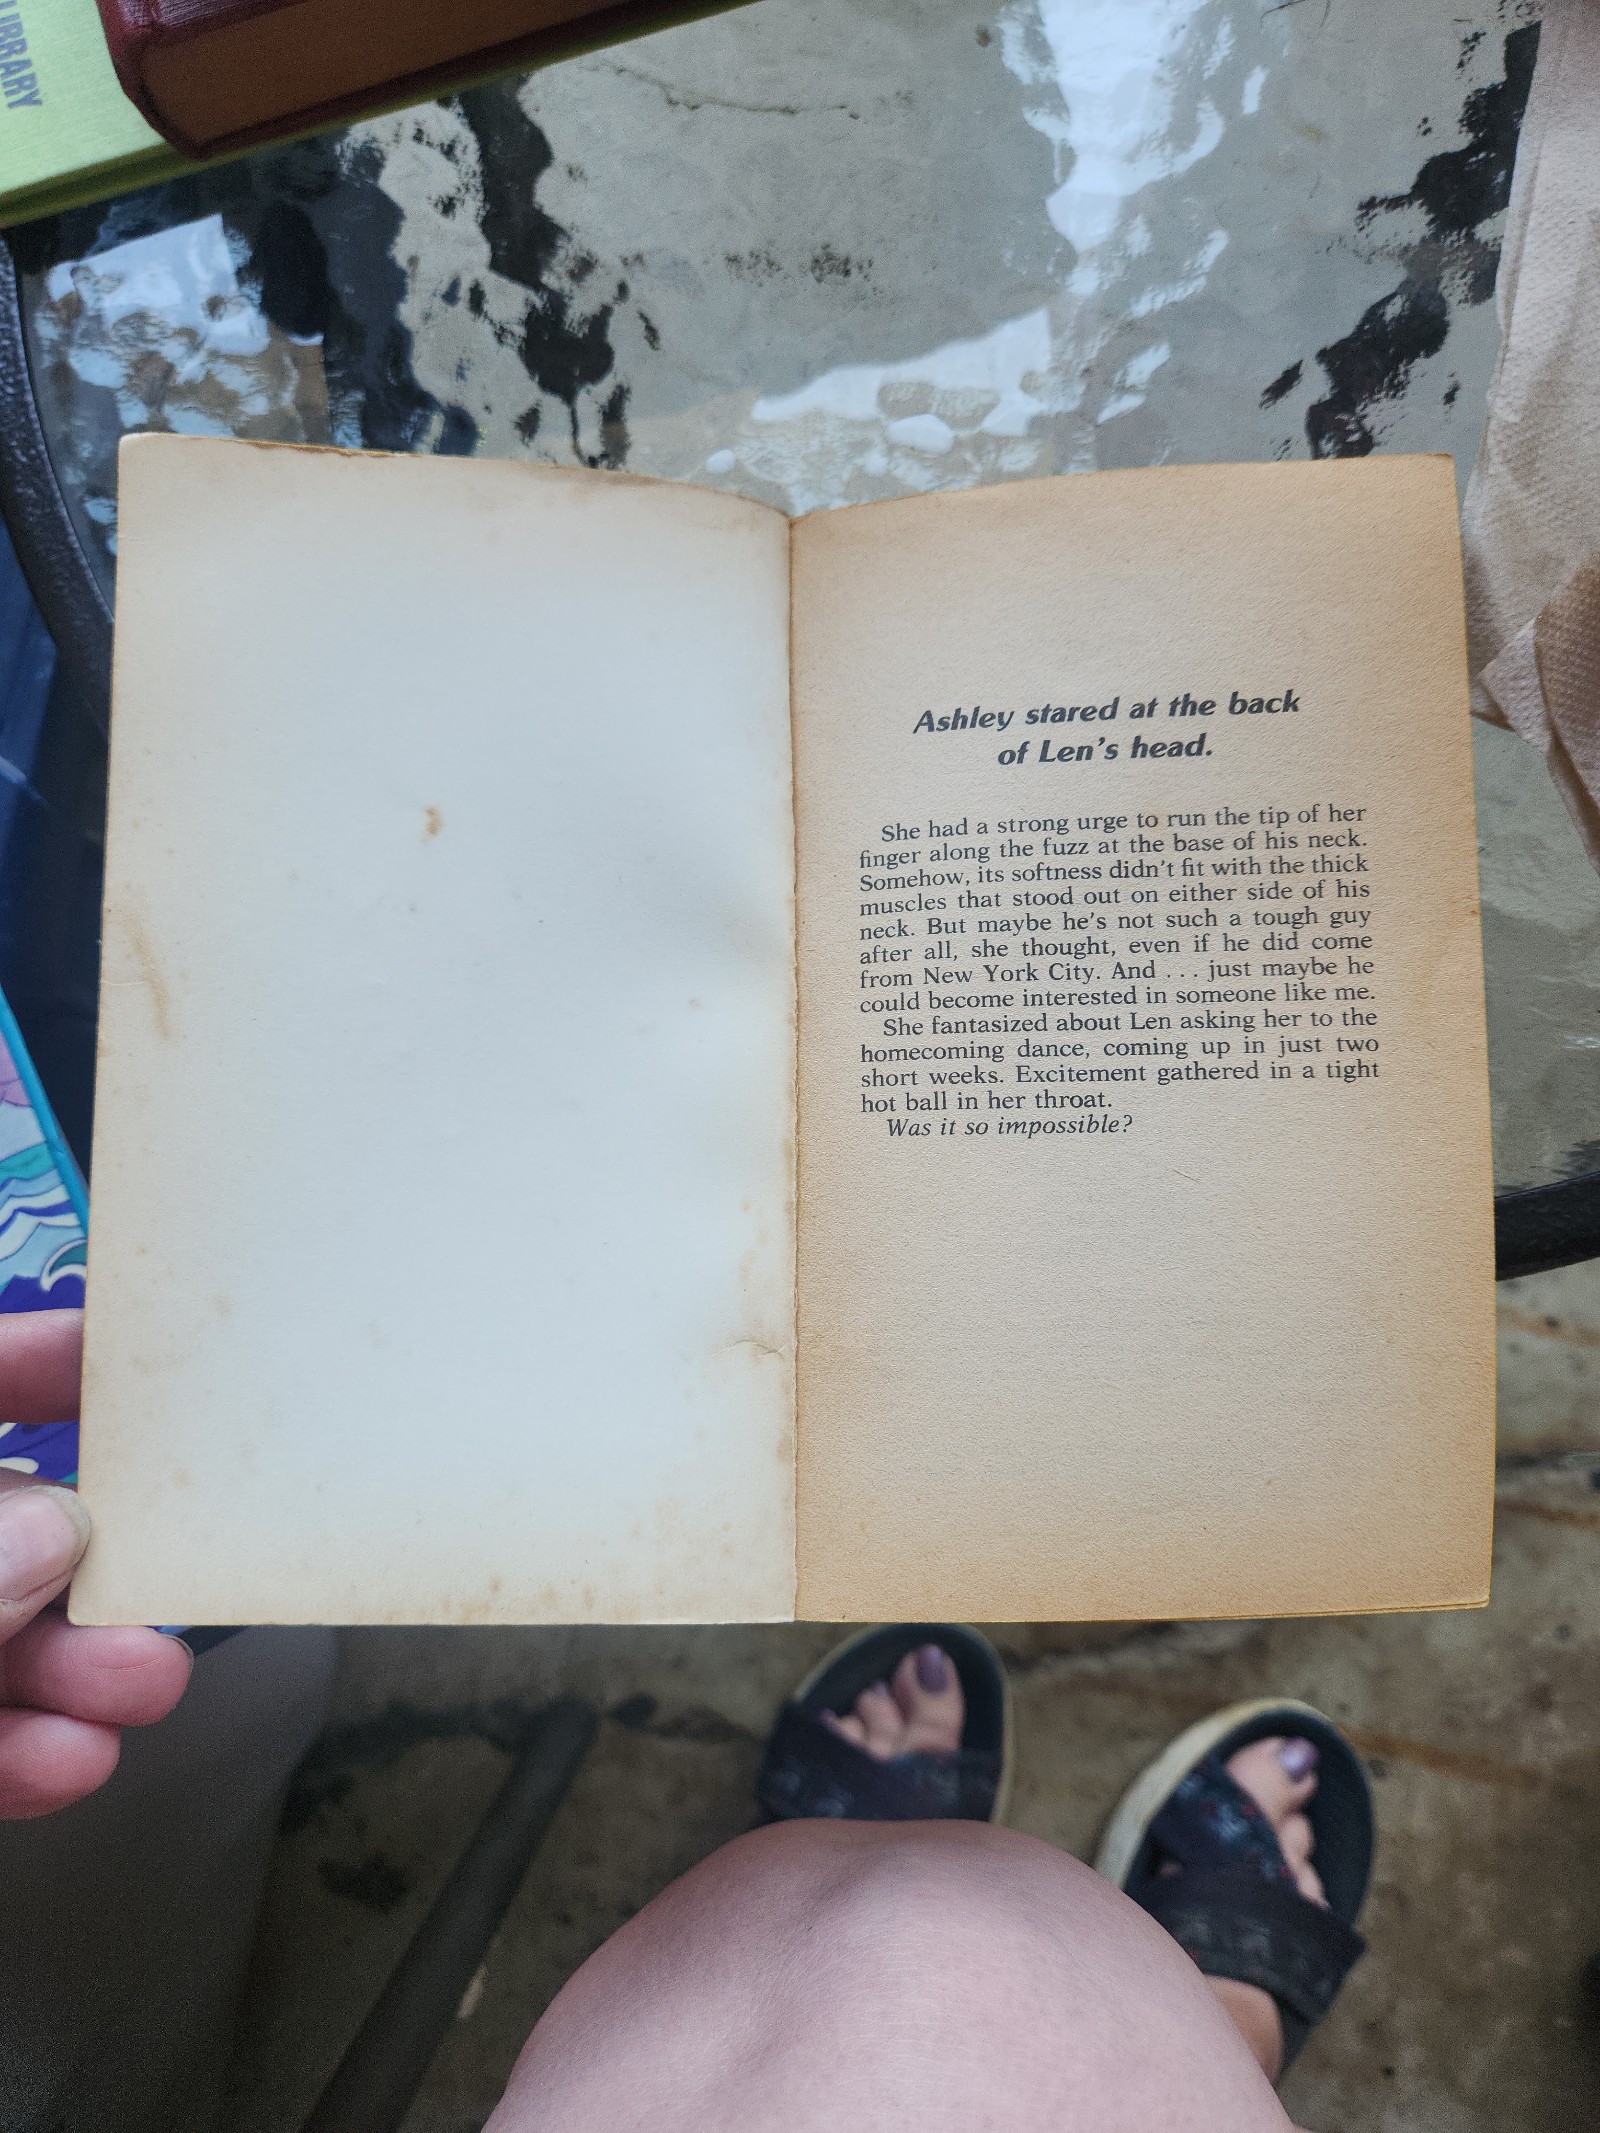 LIBRARY
Ashley stared at the back
of Len's head.
She had a strong urge to run the tip of her
finger along the fuzz at the base of his neck.
Somehow, its softness didn't fit with the thick
muscles that stood out on either side of his
neck. But maybe he's not such a tough guy
after all, she thought, even if he did come
from New York City. And . . . just maybe he
could become interested in someone like me.
She fantasized about Len asking her to the
homecoming dance, coming up in just two
short weeks. Excitement gathered in a tight
hot ball in her throat.
Was it so impossible?